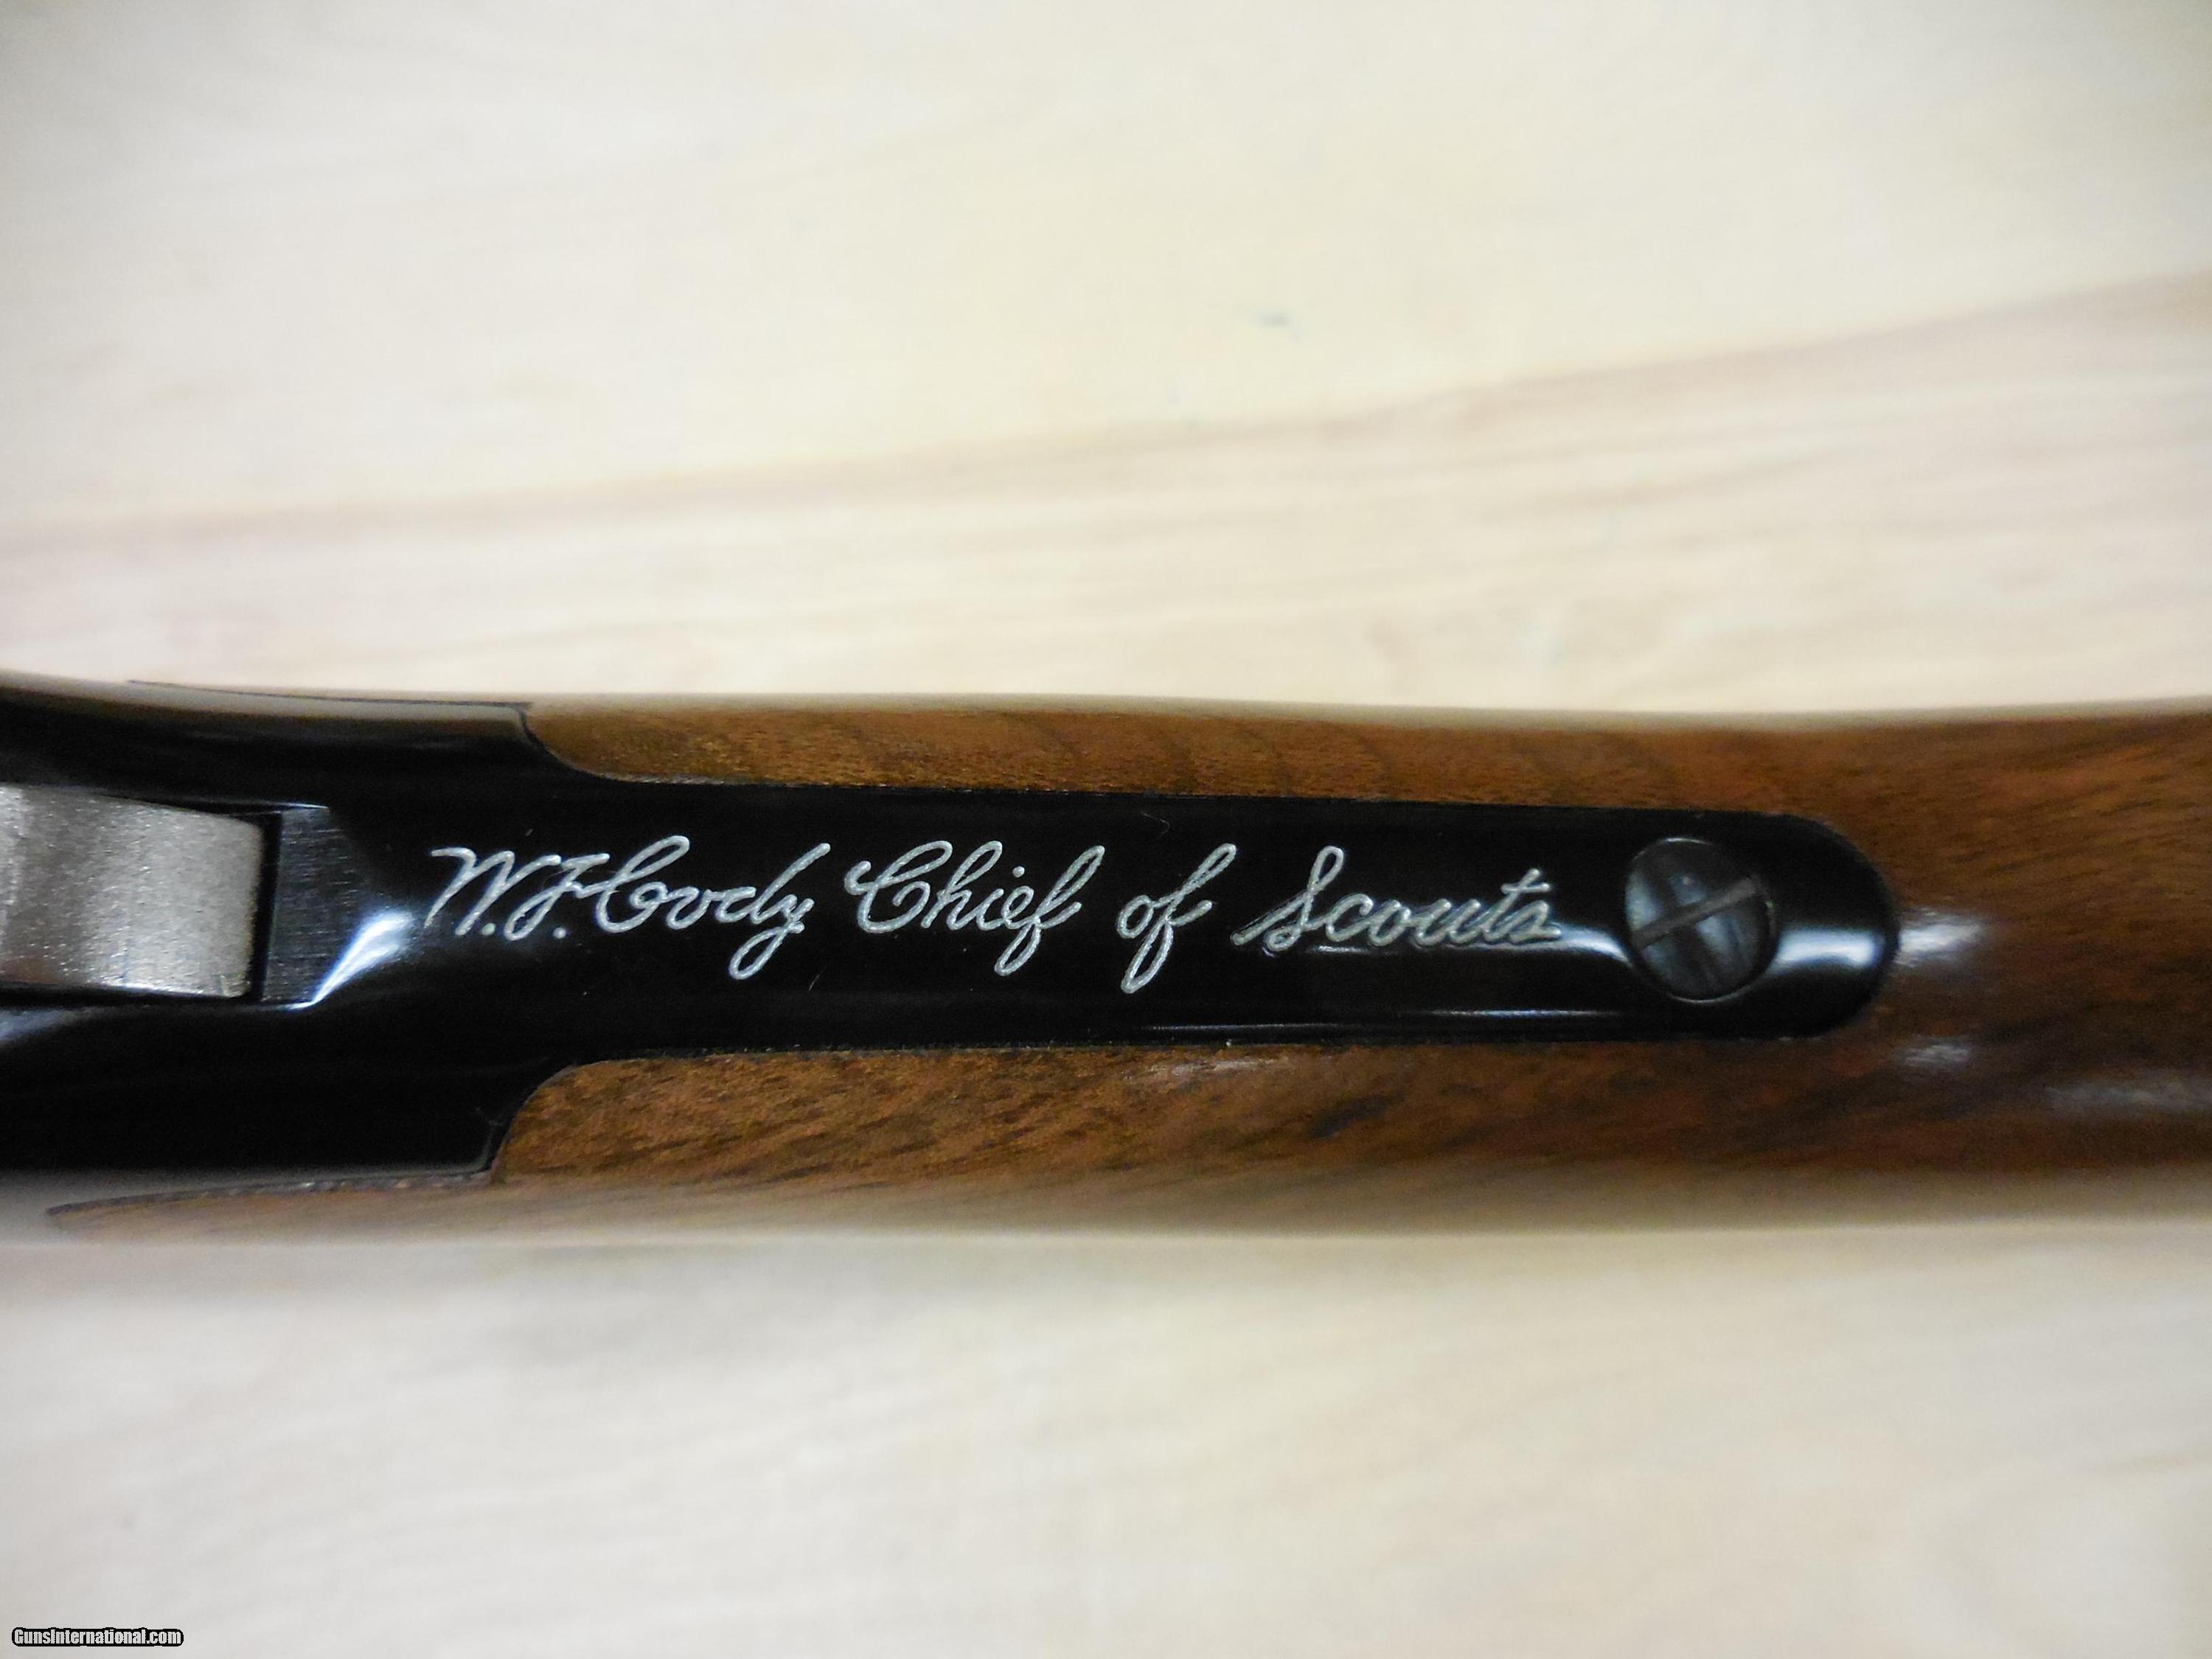 W.F. Cody Chief of Scouts
GunsInternational.com